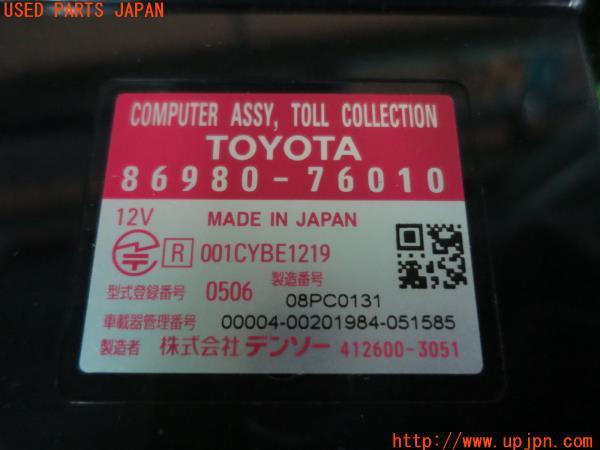 USED PARTS JAPAN
COMPUTER ASSY, TOLL COLLECTION
TOYOTA
86980-76010
12V MADE IN JAPAN
R 001CYBE1219
型式登録番号 0506 製造番号 08PC0131
車載器管理番号 00004-00201984-051585
製造者 株式会社 デンソー 412600-3051
http://www.upjpn.com